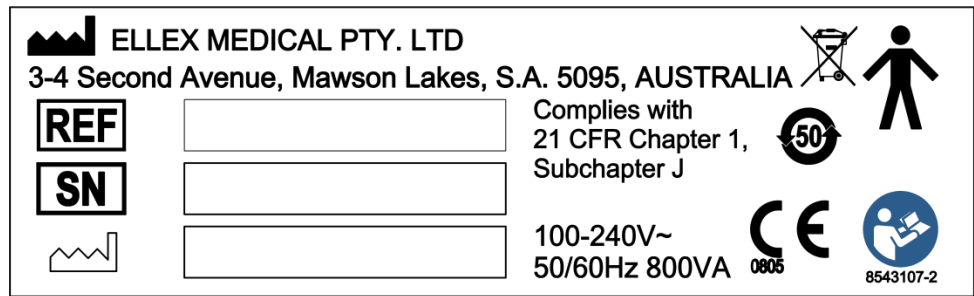 ELLEX MEDICAL PTY. LTD
3-4 Second Avenue, Mawson Lakes, S.A. 5095, AUSTRALIA
REF
Complies with
21 CFR Chapter 1,
Subchapter J
50
SN
100-240V~
50/60Hz 800VA
CE
0805
8543107-2